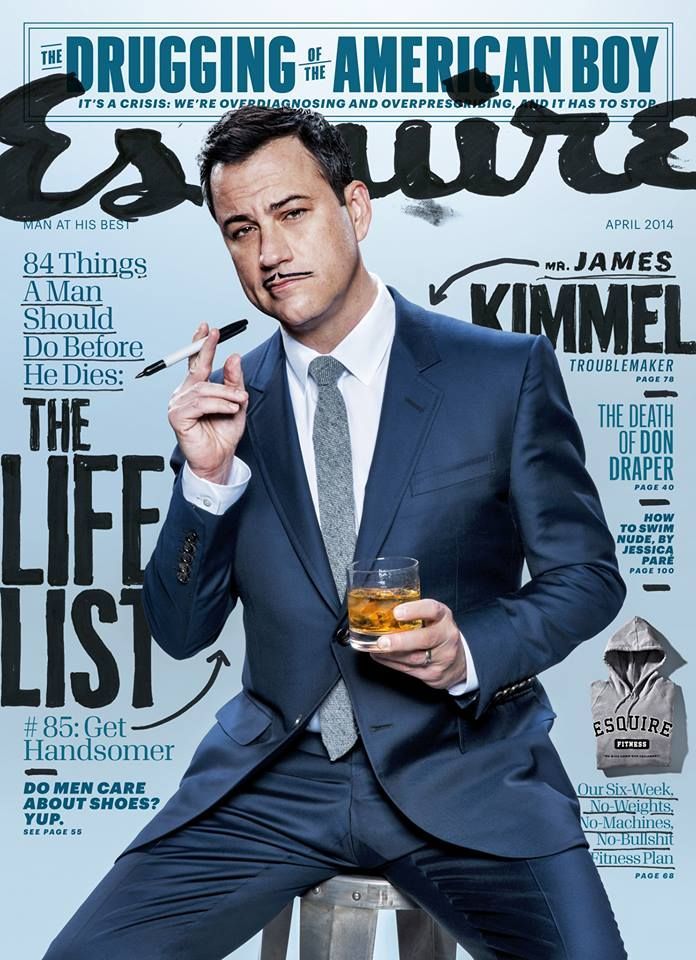 THE DRUGGING OF THE AMERICAN BOY
IT'S A CRISIS: WE'RE OVERDIAGNOSING AND OVERPRESCRIBING, AND IT HAS TO STOP
Esquire
MAN AT HIS BEST
APRIL 2014
84 Things
A Man
Should
Do Before
He Dies:
THE
LIFE
LIST
# 85: Get
Handsomer
DO MEN CARE
ABOUT SHOES?
YUP.
SEE PAGE 55
MR. JAMES
KIMMEL
TROUBLEMAKER
PAGE 78
THE DEATH
OF DON
DRAPER
PAGE 40
HOW
TO SWIM
NUDE, BY
JESSICA
PARÉ
PAGE 100
ESQUIRE
FITNESS
Our Six-Week,
No-Weights,
No-Machines,
No-Bullshit
Fitness Plan
PAGE 68